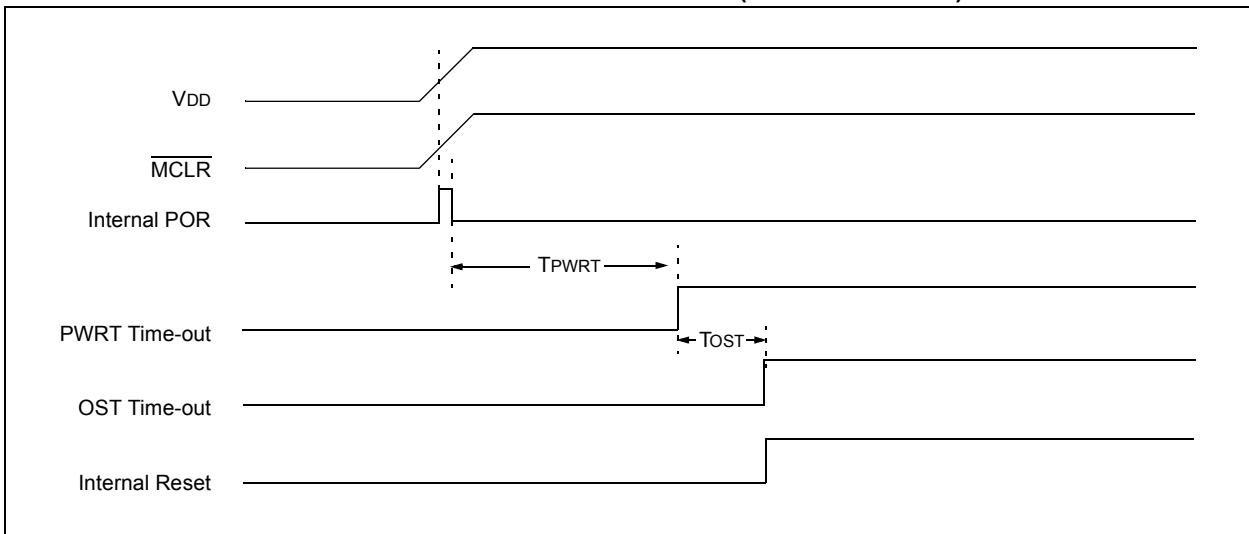 VDD
MCLR
Internal POR
TPWRT
PWRT Time-out
TOST
OST Time-out
Internal Reset